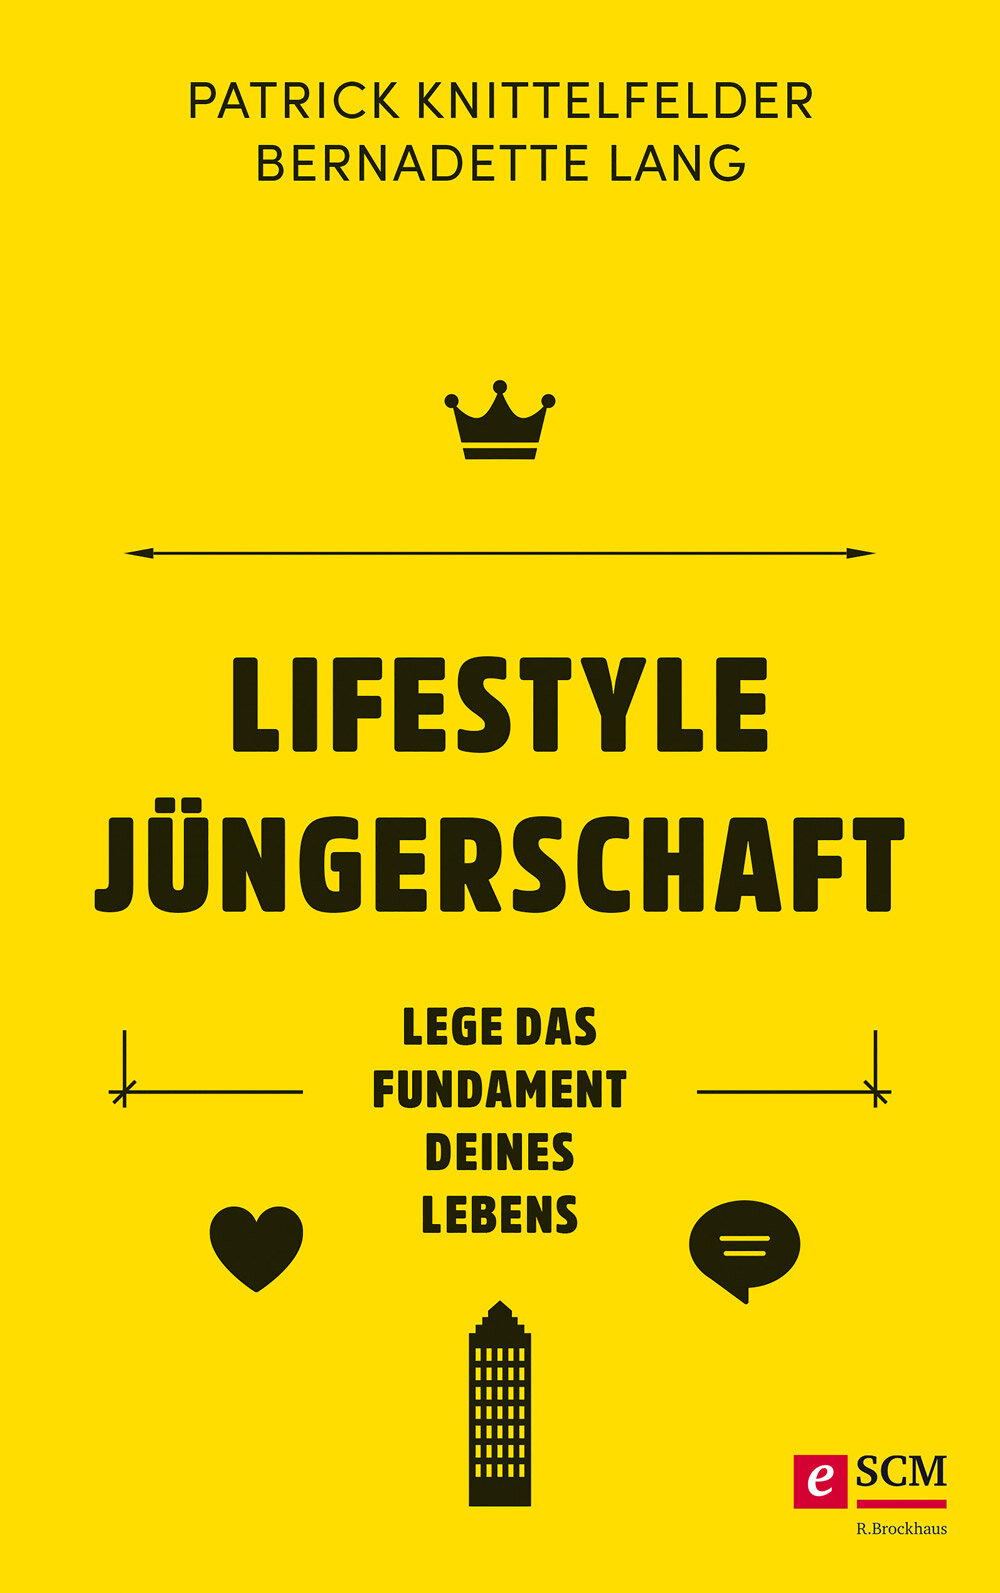 PATRICK KNITTELFELDER
BERNADETTE LANG
LIFESTYLE
JÜNGERSCHAFT
LEGE DAS
FUNDAMENT
DEINES
LEBENS
e SCM
R.Brockhaus